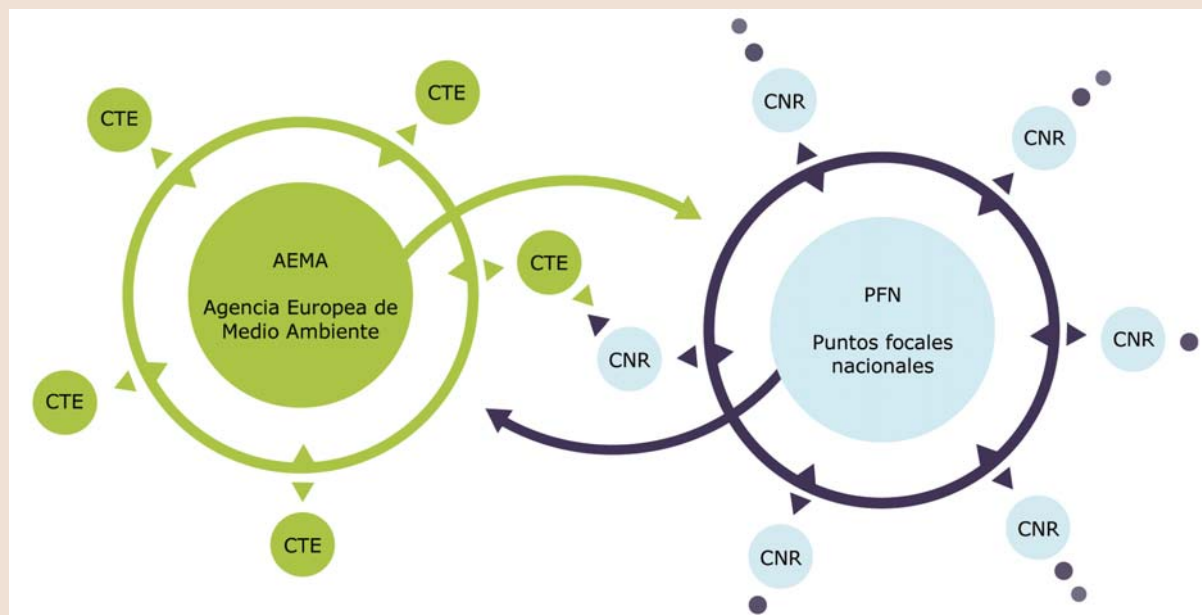 CTE
CTE
AEMA
Agencia Europea de
Medio Ambiente
CTE
CTE
CTE
CNR
CNR
CNR
PFN
Puntos focales
nacionales
CNR
CNR
CNR